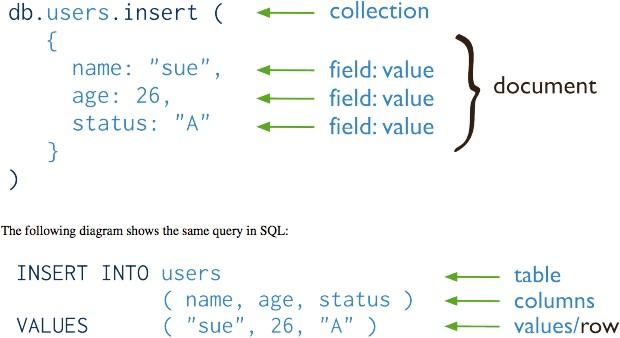 db.users.insert ( collection
{
name: "sue", field: value
age: 26, field: value
status: "A" field: value
} document
)
The following diagram shows the same query in SQL:
INSERT INTO users table
( name, age, status ) columns
VALUES ( "sue", 26, "A" ) values/row